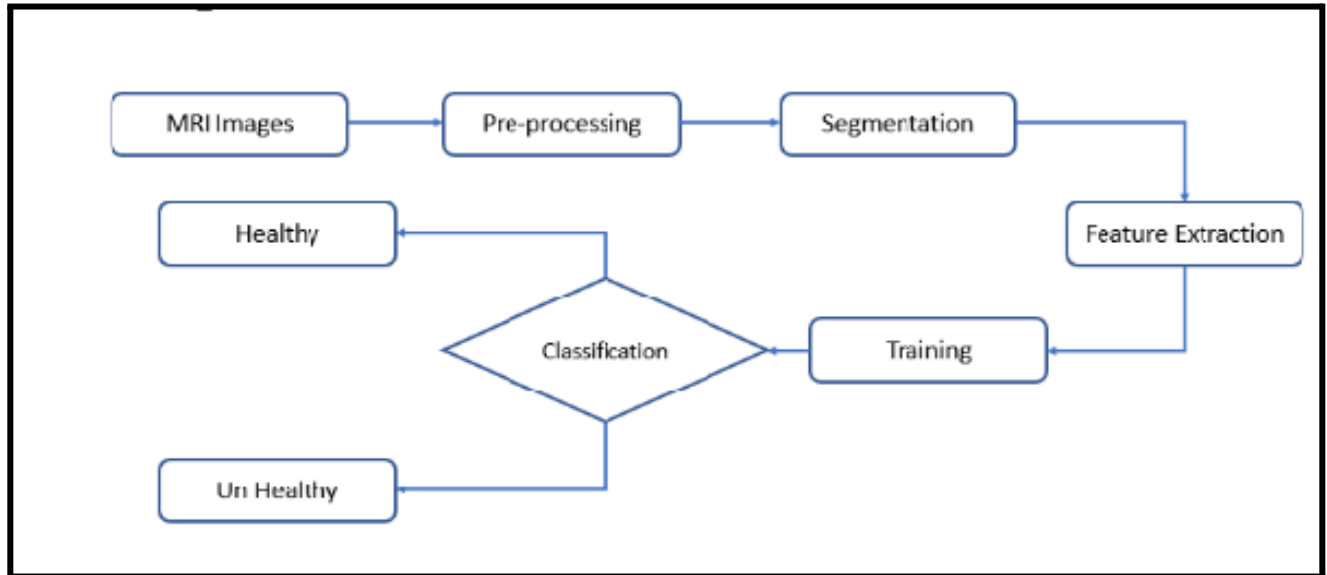 MRI Images
Pre-processing
Segmentation
Healthy
Feature Extraction
Classification
Training
Un Healthy